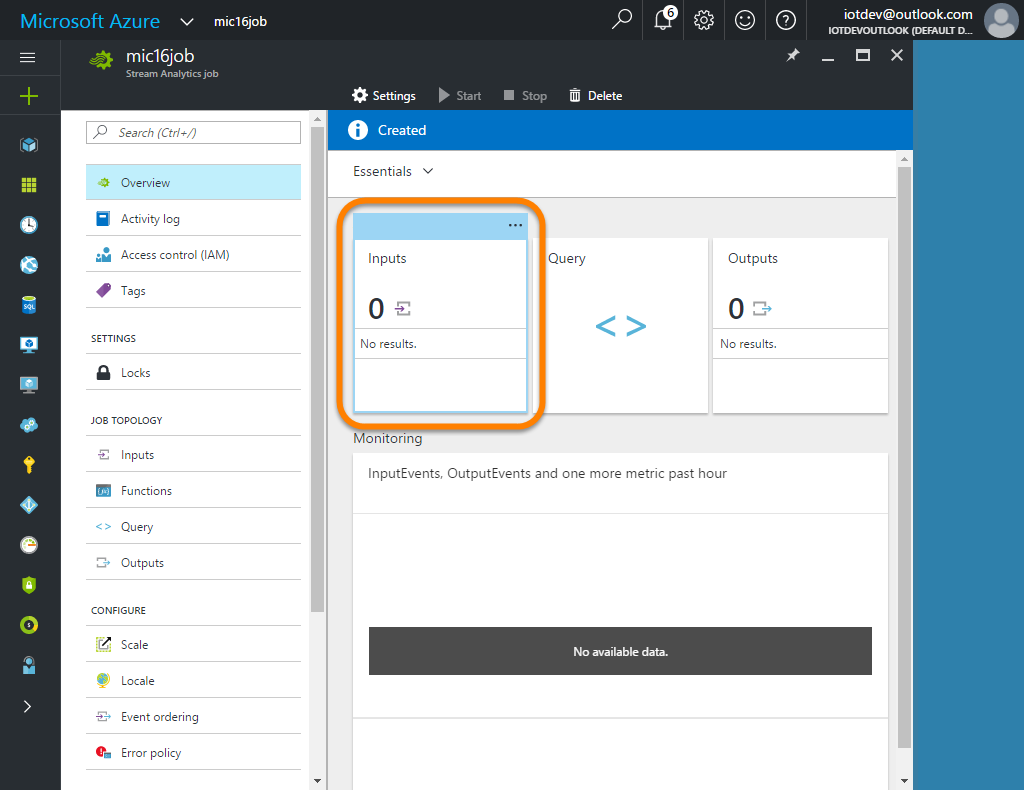 Microsoft Azure
mic16job
6
iotdev@outlook.com
IOTDEVOUTLOOK (DEFAULT D...
mic16job
Stream Analytics job
Settings
Start
Stop
Delete
Search (Ctrl+/)
Overview
Activity log
Access control (IAM)
Tags
SETTINGS
Locks
JOB TOPOLOGY
Inputs
Functions
Query
Outputs
CONFIGURE
Scale
Locale
Event ordering
Error policy
Created
Essentials
Inputs
0
No results.
Query
Outputs
0
No results.
Monitoring
InputEvents, OutputEvents and one more metric past hour
No available data.